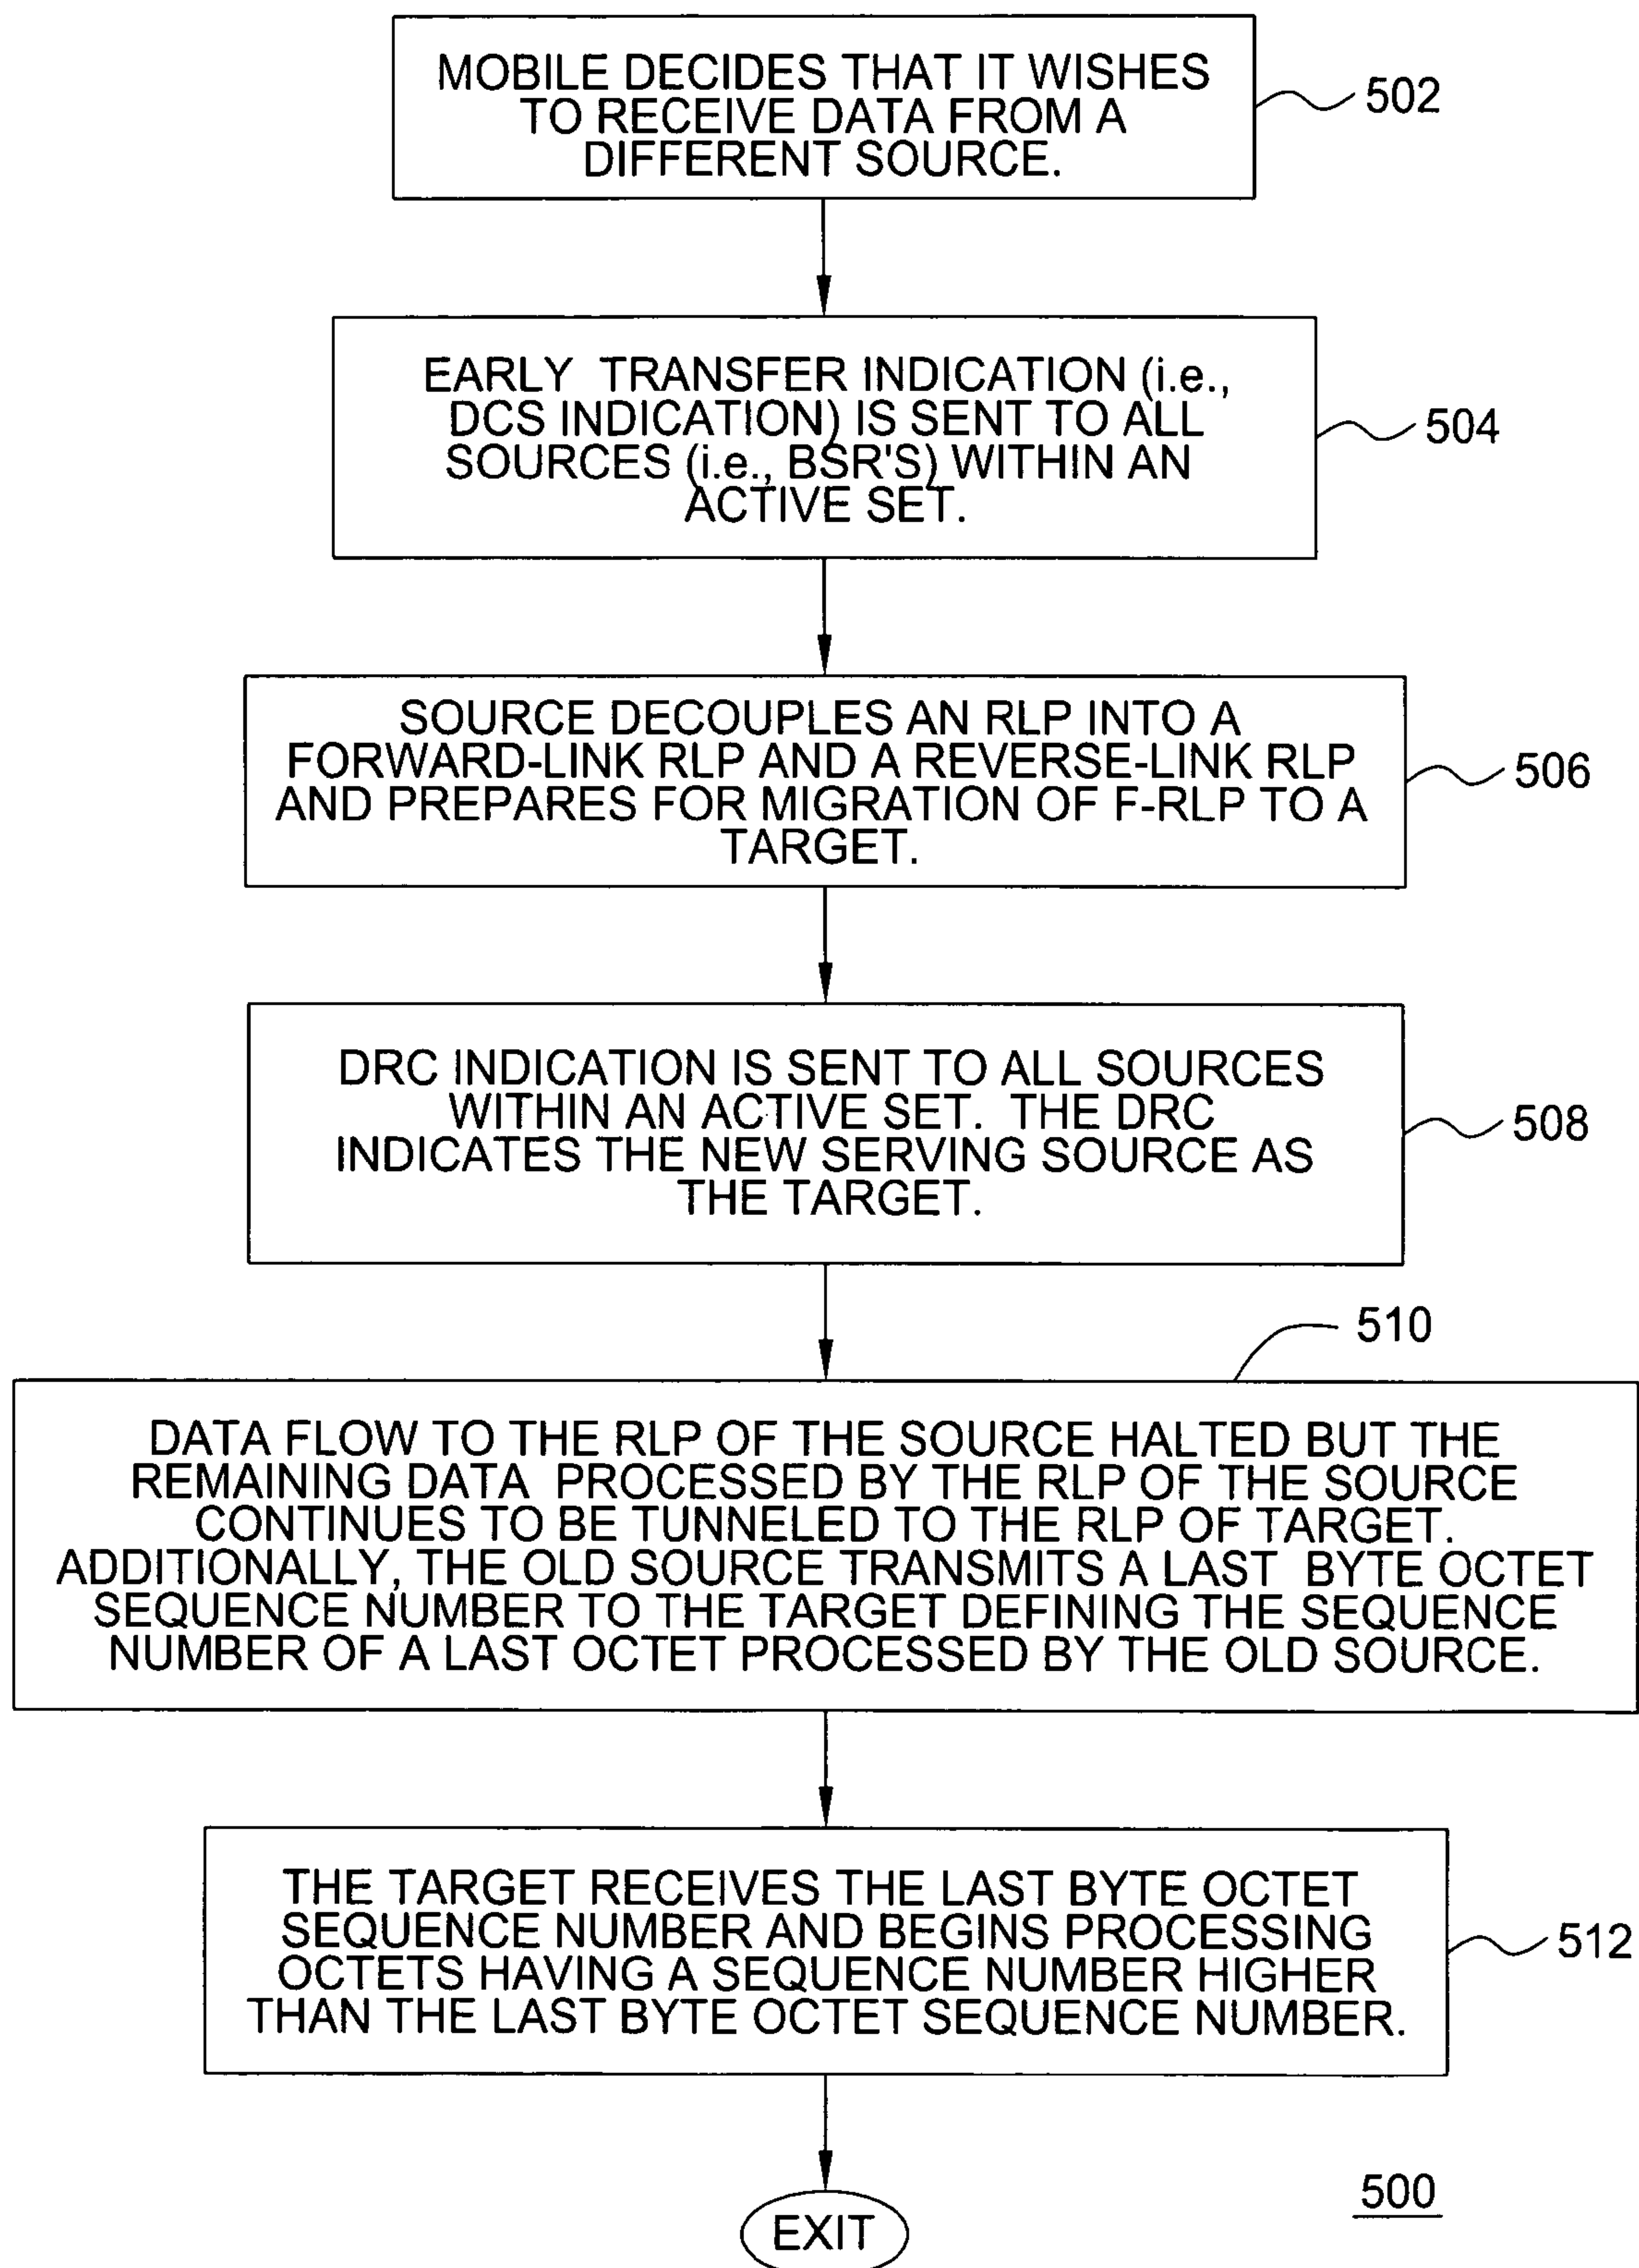 MOBILE DECIDES THAT IT WISHES
TO RECEIVE DATA FROM A
DIFFERENT SOURCE.
502
EARLY TRANSFER INDICATION (i.e.,
DCS INDICATION) IS SENT TO ALL
SOURCES (i.e., BSR'S) WITHIN AN
ACTIVE SET.
504
SOURCE DECOUPLES AN RLP INTO A
FORWARD-LINK RLP AND A REVERSE-LINK RLP
AND PREPARES FOR MIGRATION OF F-RLP TO A
TARGET.
506
DRC INDICATION IS SENT TO ALL SOURCES
WITHIN AN ACTIVE SET. THE DRC
INDICATES THE NEW SERVING SOURCE AS
THE TARGET.
508
510
DATA FLOW TO THE RLP OF THE SOURCE HALTED BUT THE
REMAINING DATA PROCESSED BY THE RLP OF THE SOURCE
CONTINUES TO BE TUNNELED TO THE RLP OF TARGET.
ADDITIONALLY, THE OLD SOURCE TRANSMITS A LAST BYTE OCTET
SEQUENCE NUMBER TO THE TARGET DEFINING THE SEQUENCE
NUMBER OF A LAST OCTET PROCESSED BY THE OLD SOURCE.
THE TARGET RECEIVES THE LAST BYTE OCTET
SEQUENCE NUMBER AND BEGINS PROCESSING
OCTETS HAVING A SEQUENCE NUMBER HIGHER
THAN THE LAST BYTE OCTET SEQUENCE NUMBER.
512
500
EXIT